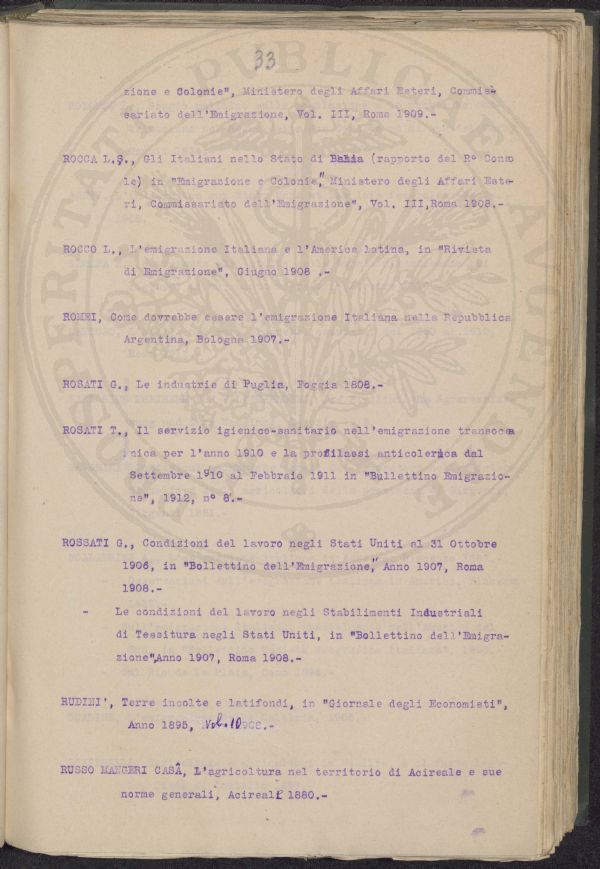 33
zione e Colonie", Ministero degli Affari Esteri, Commis-
sariato dell'Emigrazione, Vol. III, Roma 1909.-
ROCCA L.S., Gli Italiani nello Stato di Bahia (rapporto del R° Conso
le) in "Emigrazione e Colonie", Ministero degli Affari Este-
ri, Commissariato dell'Emigrazione", Vol. III,Roma 1908.-
ROCCO L., L'emigrazione Italiana e l'America latina, in "Rivista
di Emigrazione", Giugno 1908 .-
ROMEI, Come dovrebbe essere l'emigrazione Italiana nella Repubblica
Argentina, Bologna 1907.-
ROSATI G., Le industrie di Puglia, Foggia 1808.-
ROSATI T., Il servizio igienico-sanitario nell'emigrazione transocea
nica per l'anno 1910 e la profilassi anticolerica dal
Settembre 1910 al Febbraio 1911 in "Bullettino Emigrazio-
ne", 1912, n° 8.-
ROSSATI G., Condizioni del lavoro negli Stati Uniti al 31 Ottobre
1906, in "Bollettino dell'Emigrazione", Anno 1907, Roma
1908.-
- Le condizioni del lavoro negli Stabilimenti Industriali
di Tessitura negli Stati Uniti, in "Bollettino dell'Emigra-
zione",Anno 1907, Roma 1908.-
RUDINI', Terre incolte e latifondi, in "Giornale degli Economisti",
Anno 1895, Vol. 10
RUSSO MANGERI CASÂ, L'agricoltura nel territorio di Acireale e sue
norme generali, Acireale 1880.-